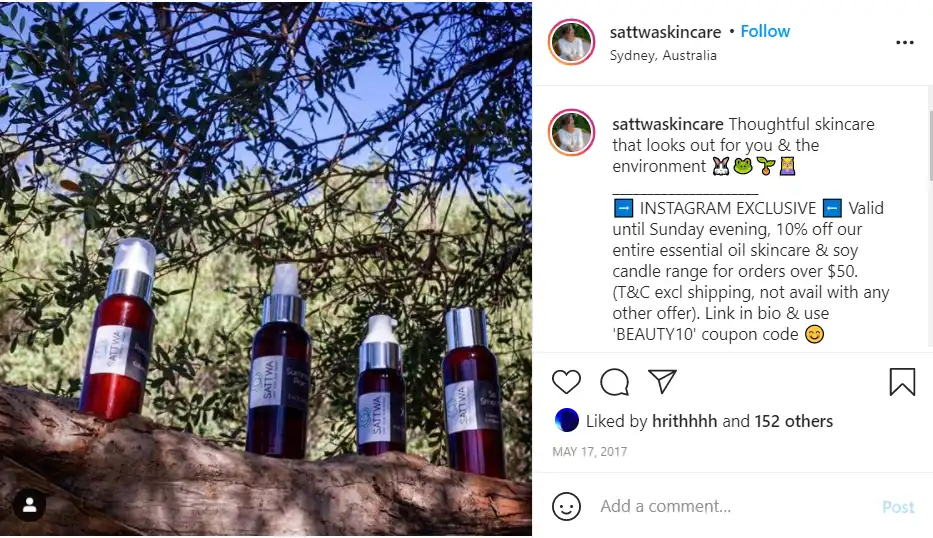 sattwaskincare • Follow
Sydney, Australia
sattwaskincare Thoughtful skincare
that looks out for you & the
environment 🐰🐸🌱💆‍♀️
___________________
➡️ INSTAGRAM EXCLUSIVE ⬅️ Valid
until Sunday evening, 10% off our
entire essential oil skincare & soy
candle range for orders over $50.
(T&C excl shipping, not avail with any
other offer). Link in bio & use
'BEAUTY10' coupon code 😊
Liked by hrithhhh and 152 others
MAY 17, 2017
Add a comment...
Post
SATTWA
SATTWA
SATTWA
SATTWA